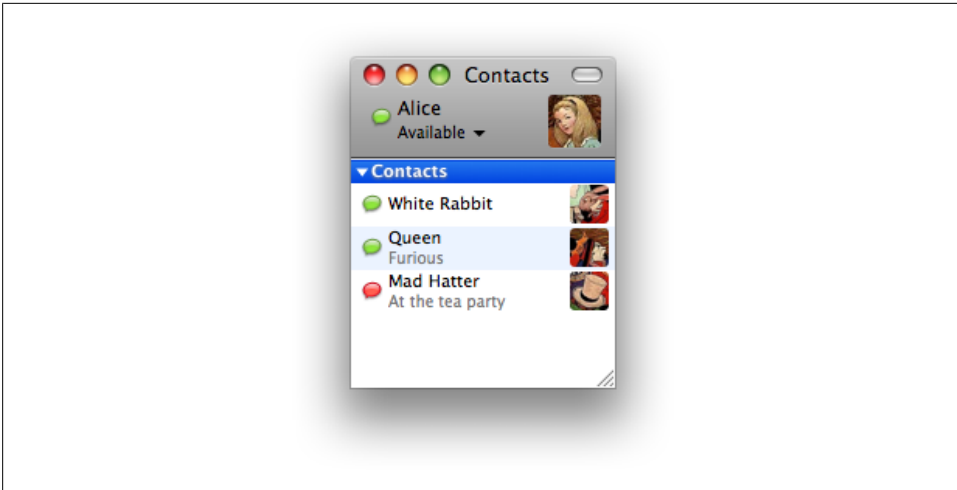 Contacts
Alice
Available
Contacts
White Rabbit
Queen
Furious
Mad Hatter
At the tea party